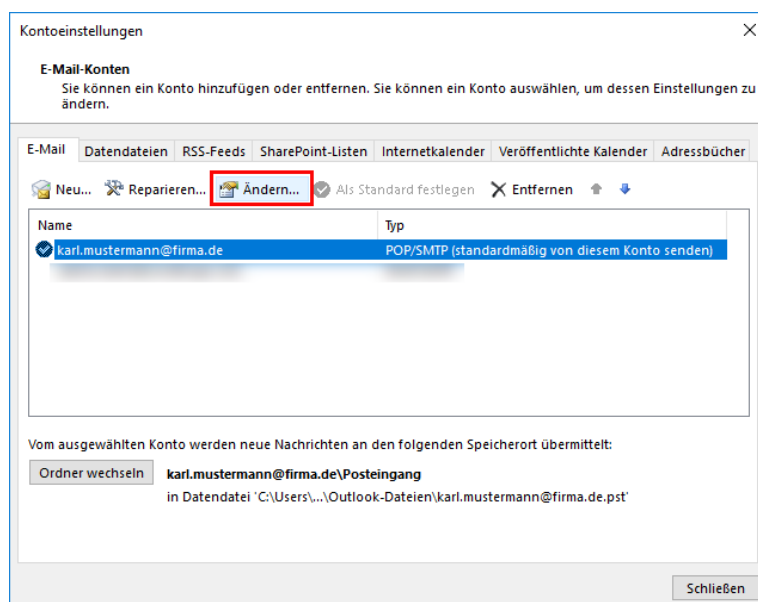 Kontoeinstellungen
E-Mail-Konten
Sie können ein Konto hinzufügen oder entfernen. Sie können ein Konto auswählen, um dessen Einstellungen zu
ändern.
E-Mail Datendateien RSS-Feeds SharePoint-Listen Internetkalender Veröffentlichte Kalender Adressbücher
Neu... Reparieren... Ändern... Als Standard festlegen Entfernen
Name Typ
karl.mustermann@firma.de POP/SMTP (standardmäßig von diesem Konto senden)
Vom ausgewählten Konto werden neue Nachrichten an den folgenden Speicherort übermittelt:
Ordner wechseln karl.mustermann@firma.de\Posteingang
in Datendatei 'C:\Users\...\Outlook-Dateien\karl.mustermann@firma.de.pst'
Schließen